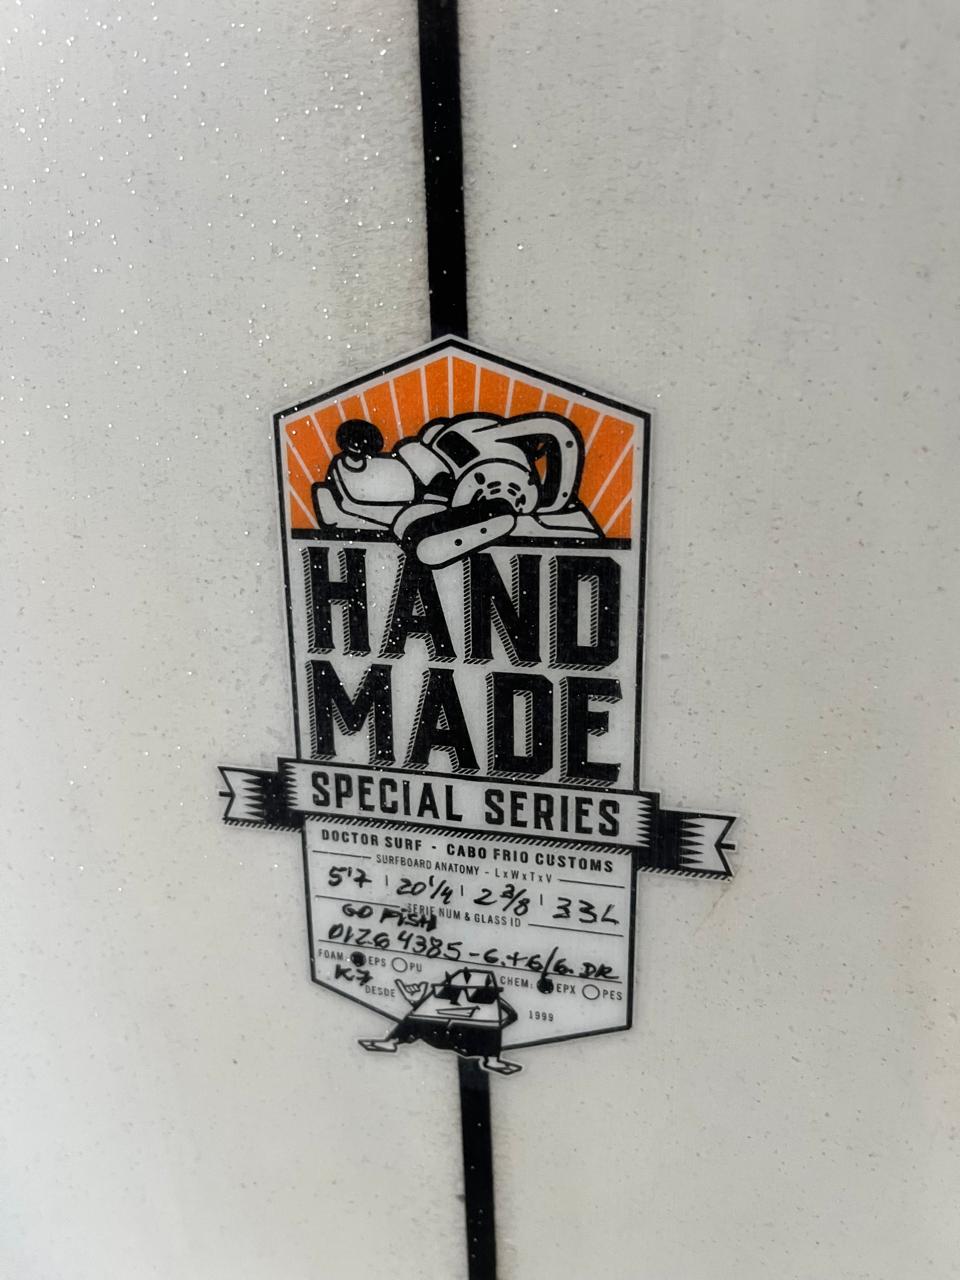 HAND
MADE
SPECIAL SERIES
DOCTOR SURF - CABO FRIO CUSTOMS
SURFBOARD ANATOMY - LxWxTxV
5'7 | 20 1/4 | 2 3/8 | 33L
SERIE NUM & GLASS ID
GO FISH
4385-6.+6/6. DR
FOAM: EPS PU CHEM: EPX PES
K7
DESDE 1999